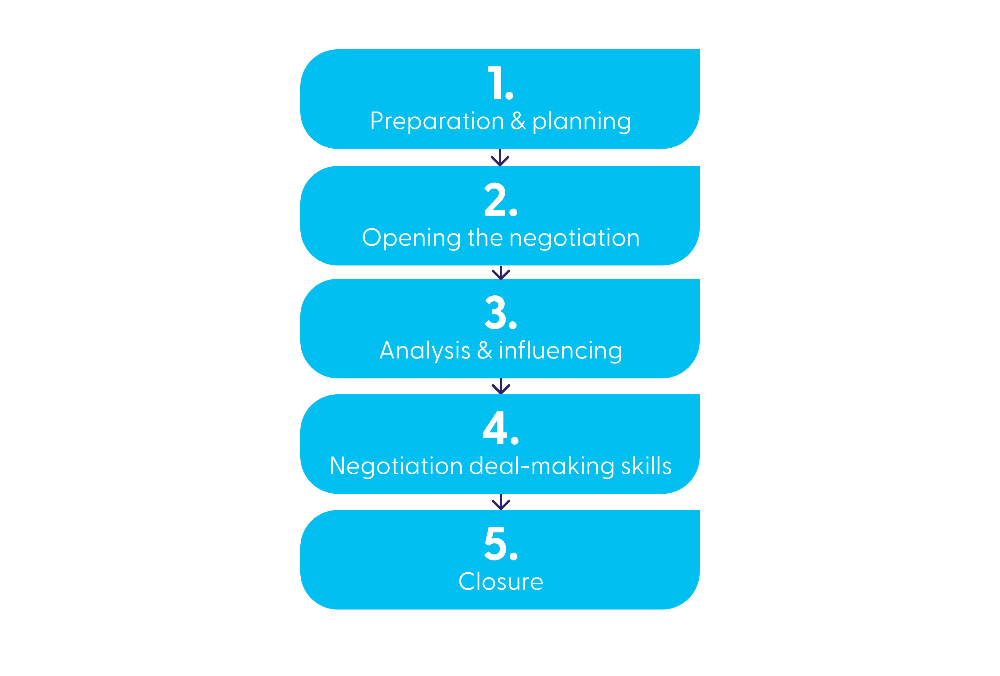 1.
Preparation & planning
2.
Opening the negotiation
3.
Analysis & influencing
4.
Negotiation deal-making skills
5.
Closure